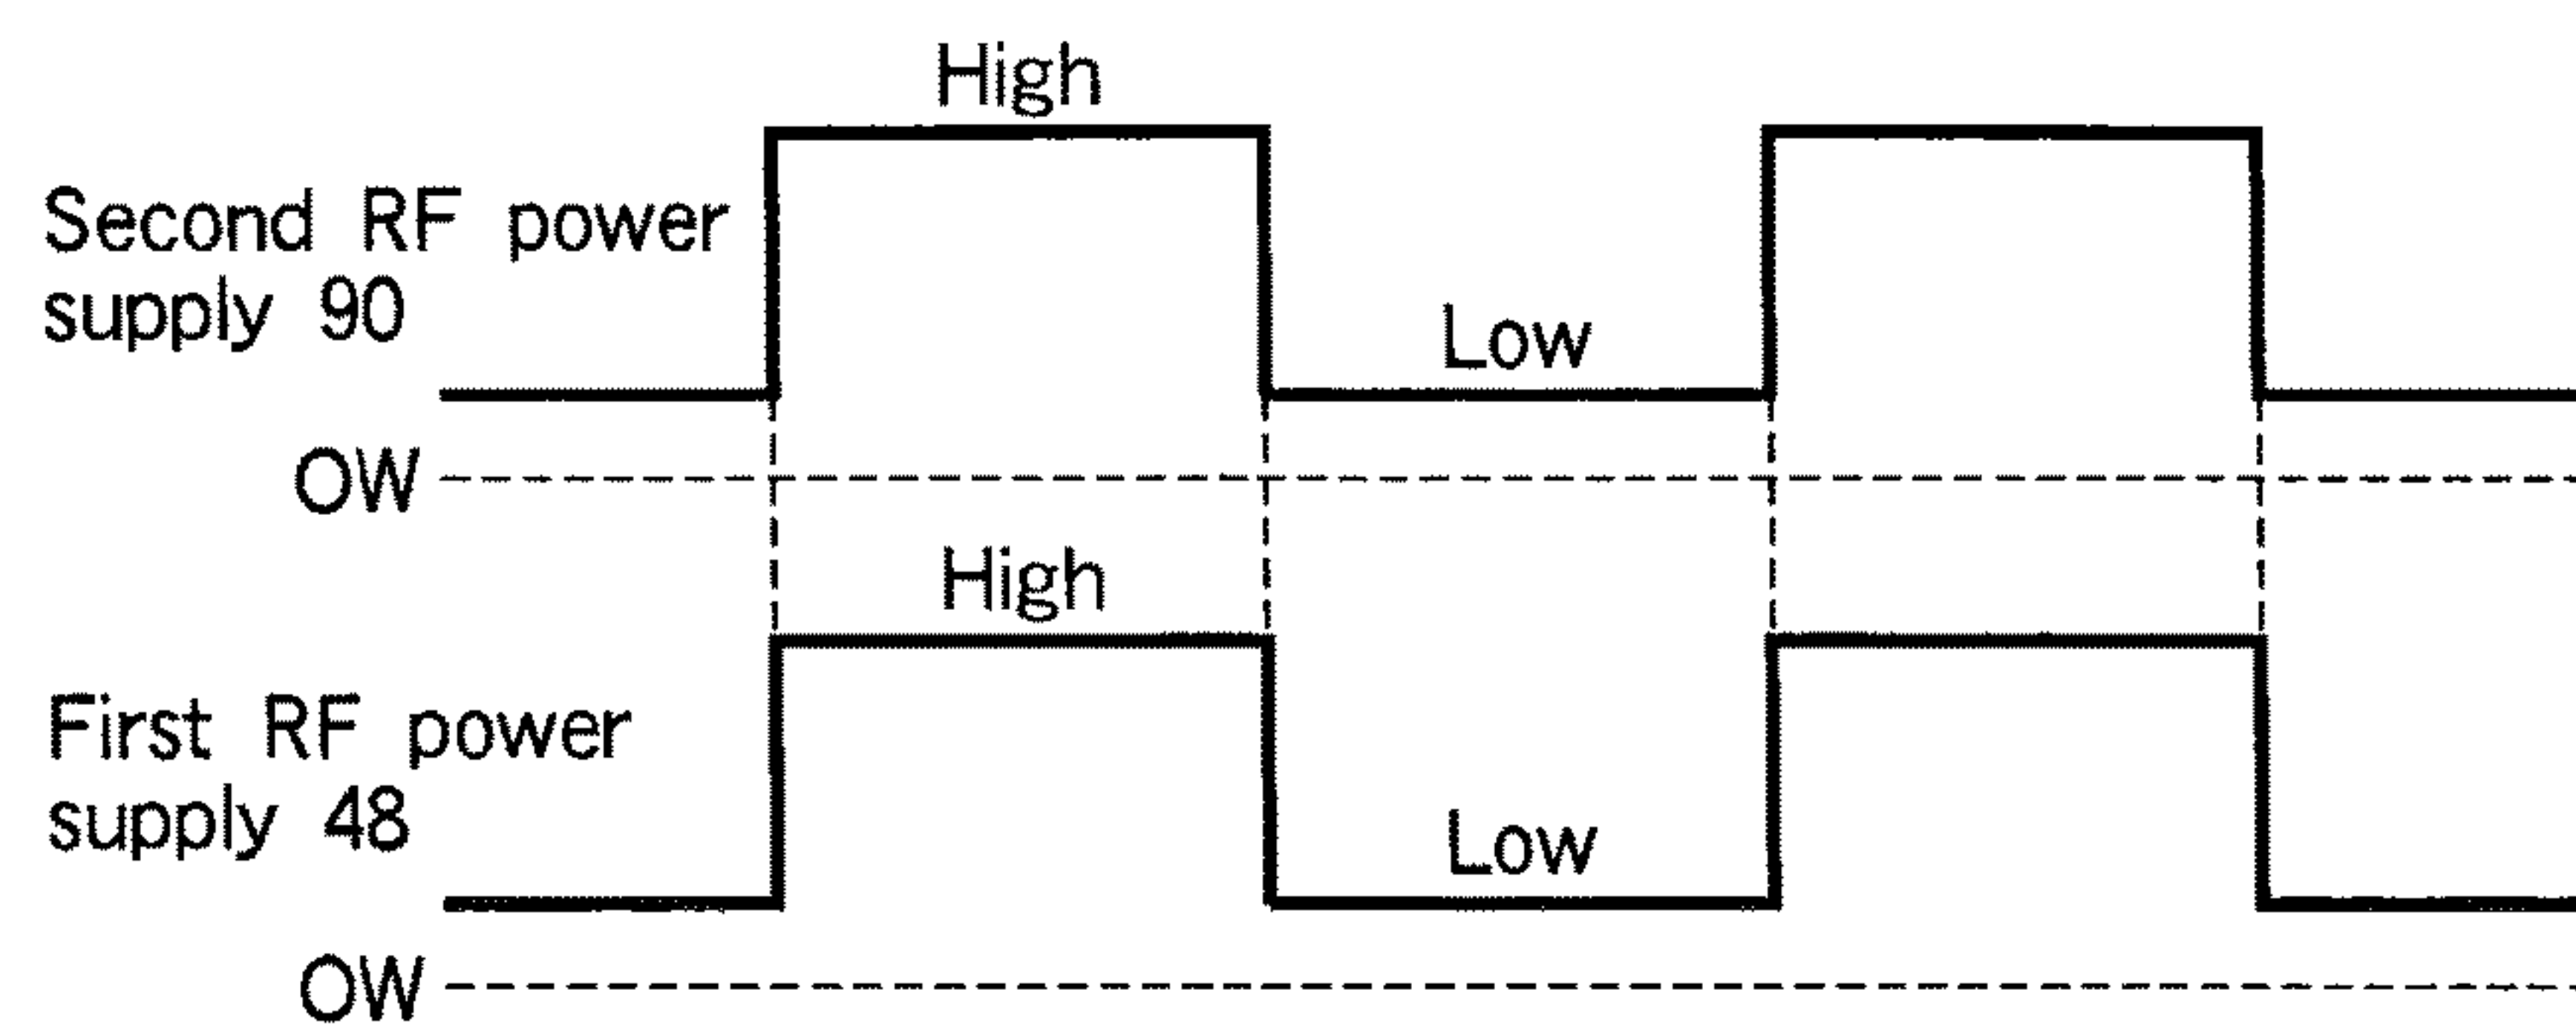 High
Second RF power
supply 90
Low
OW
High
First RF power
supply 48
Low
OW